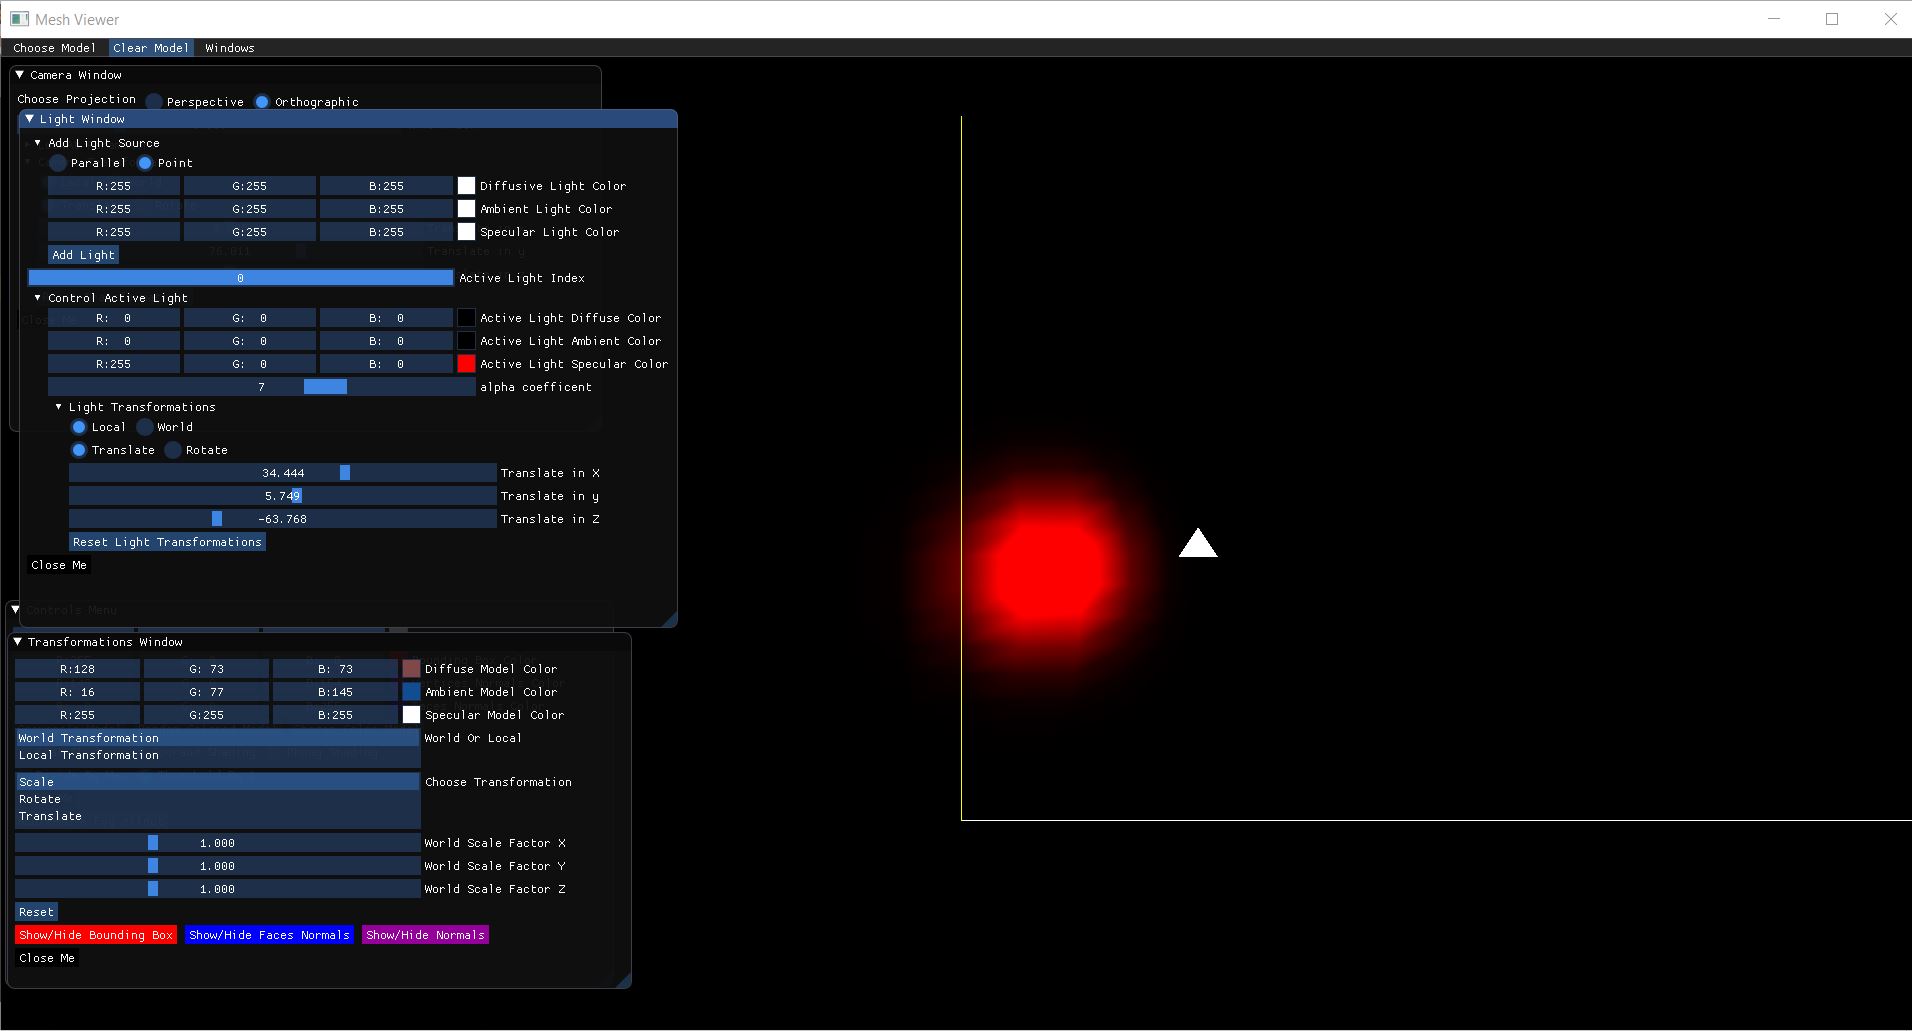 Mesh Viewer
Choose Model Clear Model Windows
Camera Window
Choose Projection Perspective Orthographic
Light Window
Add Light Source
Parallel Point
R:255 G:255 B:255 Diffusive Light Color
R:255 G:255 B:255 Ambient Light Color
R:255 G:255 B:255 Specular Light Color
76.811 Translate in y
Add Light
0 Active Light Index
Control Active Light
R: 0 G: 0 B: 0 Active Light Diffuse Color
Close Me
R: 0 G: 0 B: 0 Active Light Ambient Color
R:255 G: 0 B: 0 Active Light Specular Color
7 alpha coefficent
Light Transformations
Local World
Translate Rotate
34.444 Translate in X
5.749 Translate in y
-63.768 Translate in Z
Reset Light Transformations
Close Me
Controls Menu
Transformations Window
R:128 G: 73 B: 73 Diffuse Model Color
R: 16 G: 77 B:145 Ambient Model Color
R:255 G:255 B:255 Specular Model Color
World Transformation World Or Local
Local Transformation
Scale Choose Transformation
Rotate
Translate
1.000 World Scale Factor X
1.000 World Scale Factor Y
1.000 World Scale Factor Z
Reset
Show/Hide Bounding Box Show/Hide Faces Normals Show/Hide Normals
Close Me